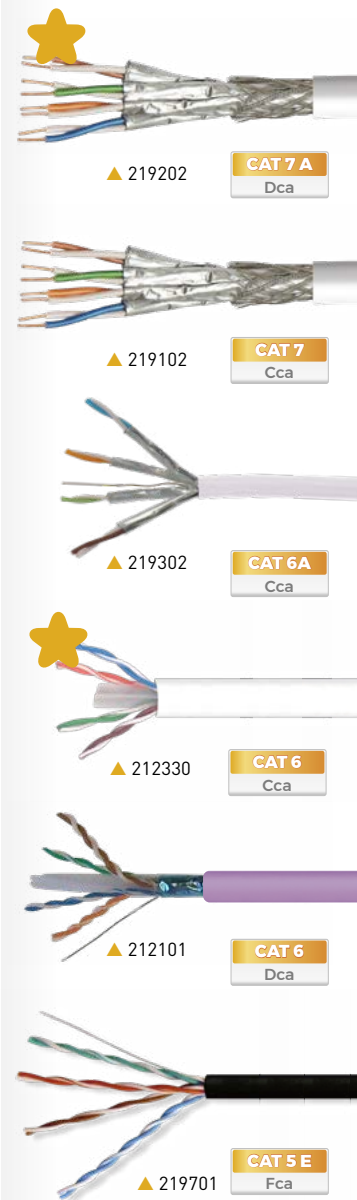 219202
CAT 7 A
Dca
219102
CAT 7
Cca
219302
CAT 6A
Cca
212330
CAT 6
Cca
212101
CAT 6
Dca
219701
CAT 5 E
Fca